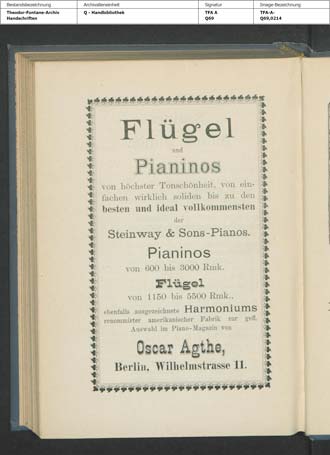 Bestandsbezeichnung Archivalieneinheit Signatur Image-Bezeichnung
Theodor-Fontane-Archiv Q - Handbibliothek TFA A TFA-A-
Handschriften Q69 Q69,0214
Flügel
und
Pianinos
von höchster Tonschönheit, von ein-
fachen wirklich soliden bis zu den
besten und ideal vollkommensten
der
Steinway & Sons-Pianos.
Pianinos
von 600 bis 3000 Rmk.
Flügel
von 1150 bis 5500 Rmk.,
ebenfalls ausgezeichnete Harmoniums
renommirter amerikanischer Fabrik zur gefl.
Auswahl im Piano-Magazin von
Oscar Agthe,
Berlin, Wilhelmstrasse 11.